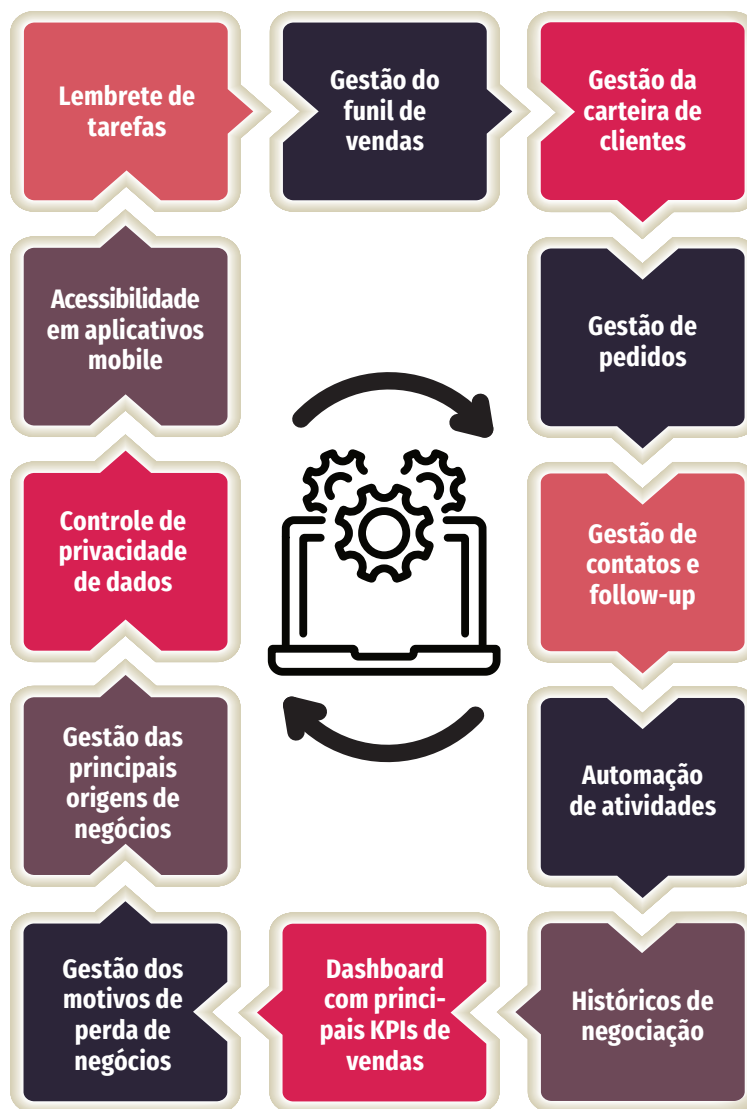 Lembrete de
tarefas
Gestão do
funil de
vendas
Gestão da
carteira de
clientes
Gestão de
pedidos
Gestão de
contatos e
follow-up
Automação
de atividades
Históricos de
negociação
Dashboard
com princi-
pais KPIs de
vendas
Gestão dos
motivos de
perda de
negócios
Gestão das
principais
origens de
negócios
Controle de
privacidade
de dados
Acessibilidade
em aplicativos
mobile